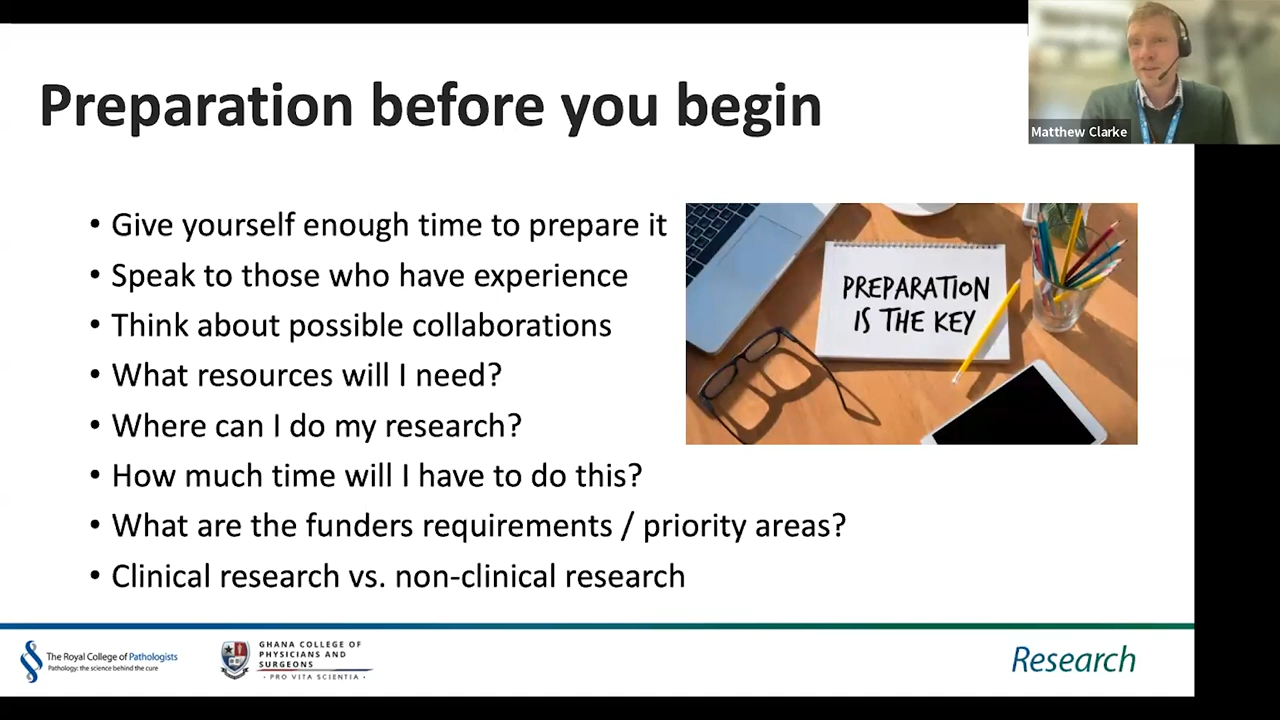 Preparation before you begin
Matthew Clarke
• Give yourself enough time to prepare it
• Speak to those who have experience
• Think about possible collaborations
• What resources will I need?
• Where can I do my research?
• How much time will I have to do this?
• What are the funders requirements / priority areas?
• Clinical research vs. non-clinical research
PREPARATION
IS THE KEY
The Royal College of Pathologists
Pathology: the science behind the cure
GHANA COLLEGE OF
PHYSICIANS AND
SURGEONS
• PRO VITA SCIENTIA •
Research